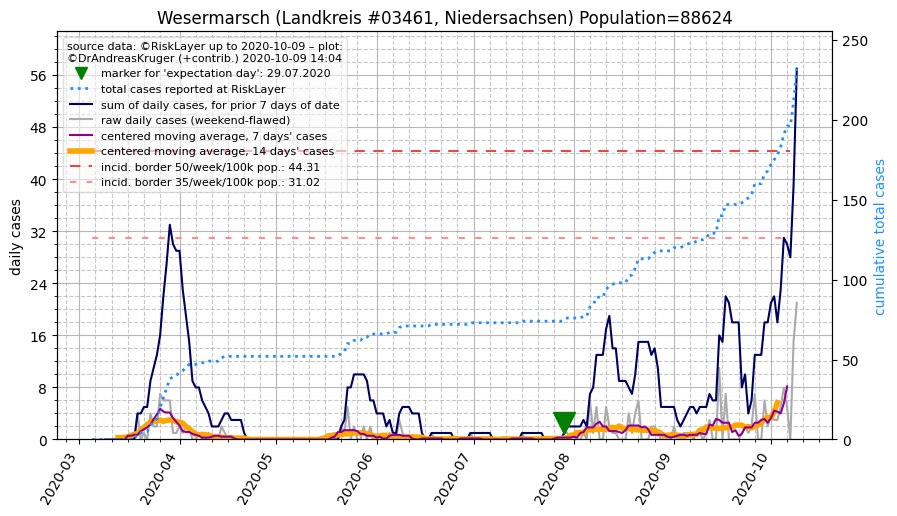 Wesermarsch (Landkreis #03461, Niedersachsen) Population=88624
source data: ©RiskLayer up to 2020-10-09 – plot:
©DrAndreasKruger (+contrib.) 2020-10-09 14:04
marker for 'expectation day': 29.07.2020
total cases reported at RiskLayer
sum of daily cases, for prior 7 days of date
raw daily cases (weekend-flawed)
centered moving average, 7 days' cases
centered moving average, 14 days' cases
incid. border 50/week/100k pop.: 44.31
incid. border 35/week/100k pop.: 31.02
daily cases
56
48
40
32
24
16
8
0
cumulative total cases
250
200
150
100
50
0
2020-03
2020-04
2020-05
2020-06
2020-07
2020-08
2020-09
2020-10